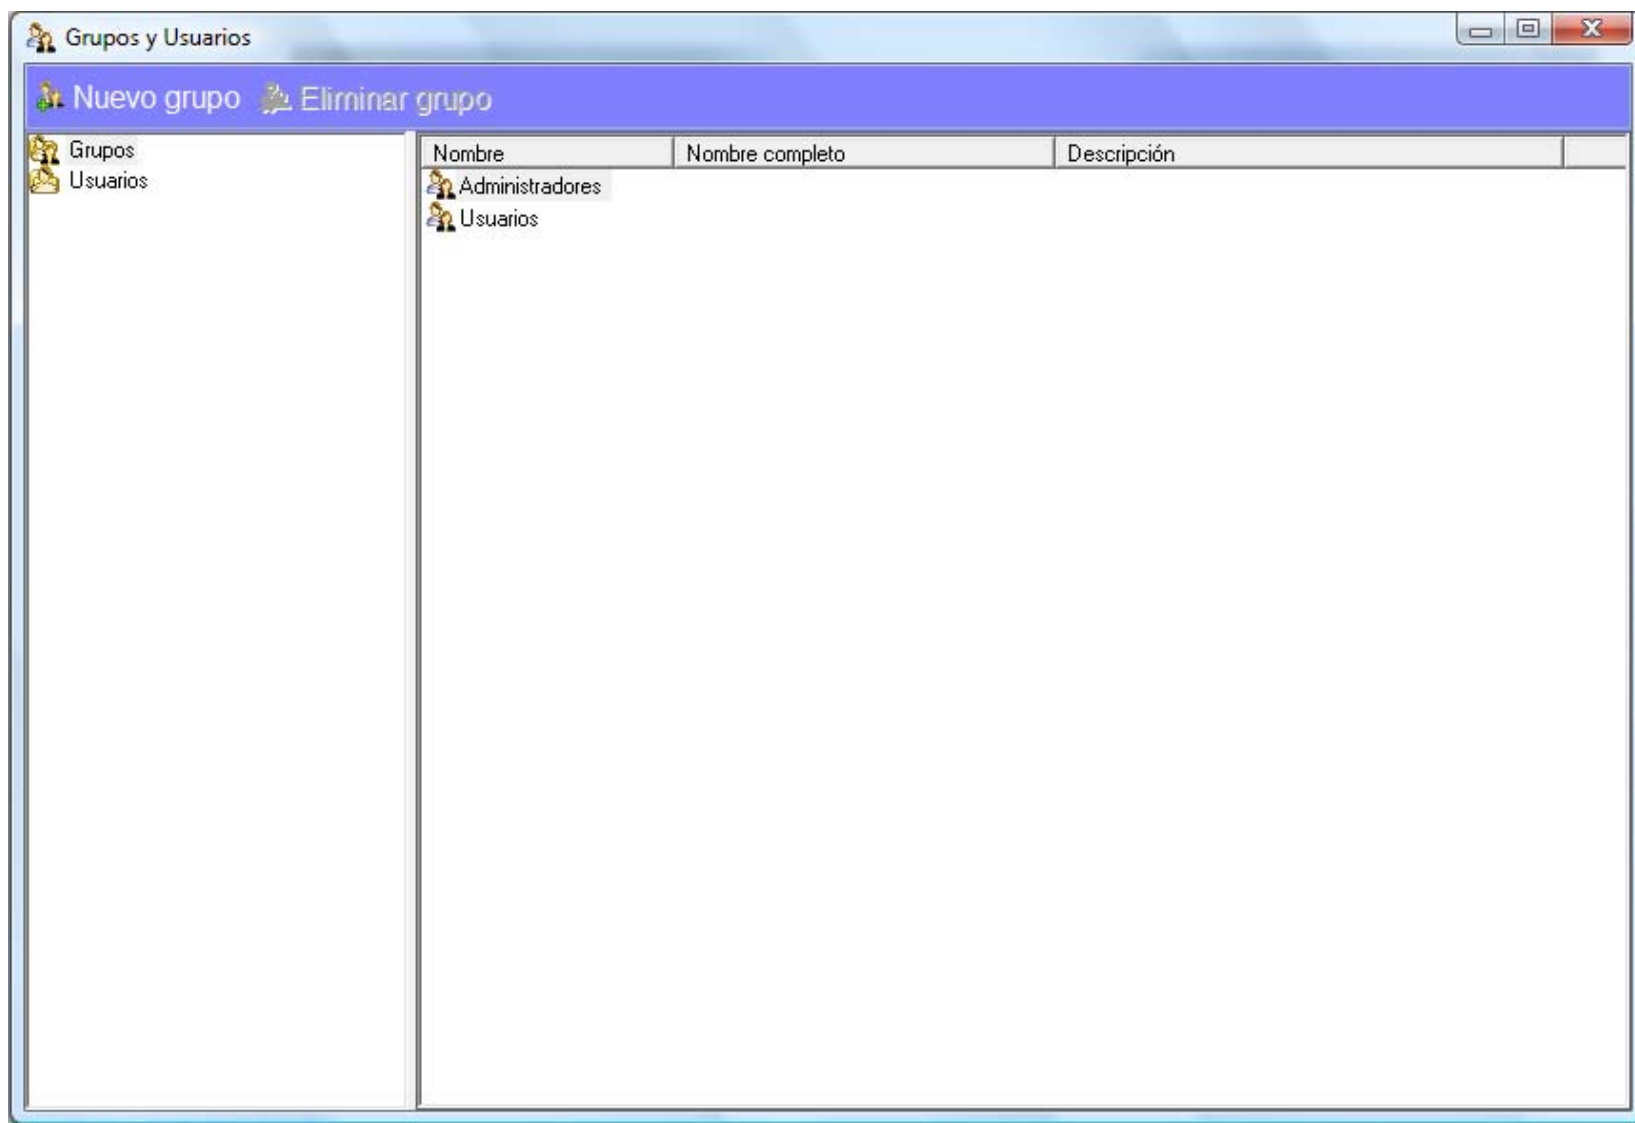 Grupos y Usuarios
Nuevo grupo Eliminar grupo
Grupos
Usuarios
Nombre Nombre completo Descripción
Administradores
Usuarios